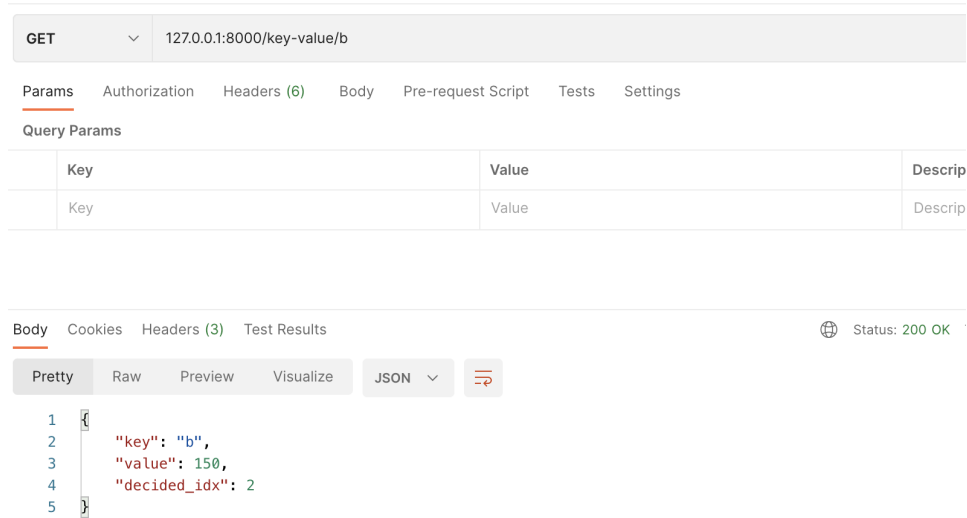 GET 127.0.0.1:8000/key-value/b
Params Authorization Headers (6) Body Pre-request Script Tests Settings
Query Params
Key Value Descrip
Key Value Descrip
Body Cookies Headers (3) Test Results Status: 200 OK
Pretty Raw Preview Visualize JSON
1 {
2 "key": "b",
3 "value": 150,
4 "decided_idx": 2
5 }